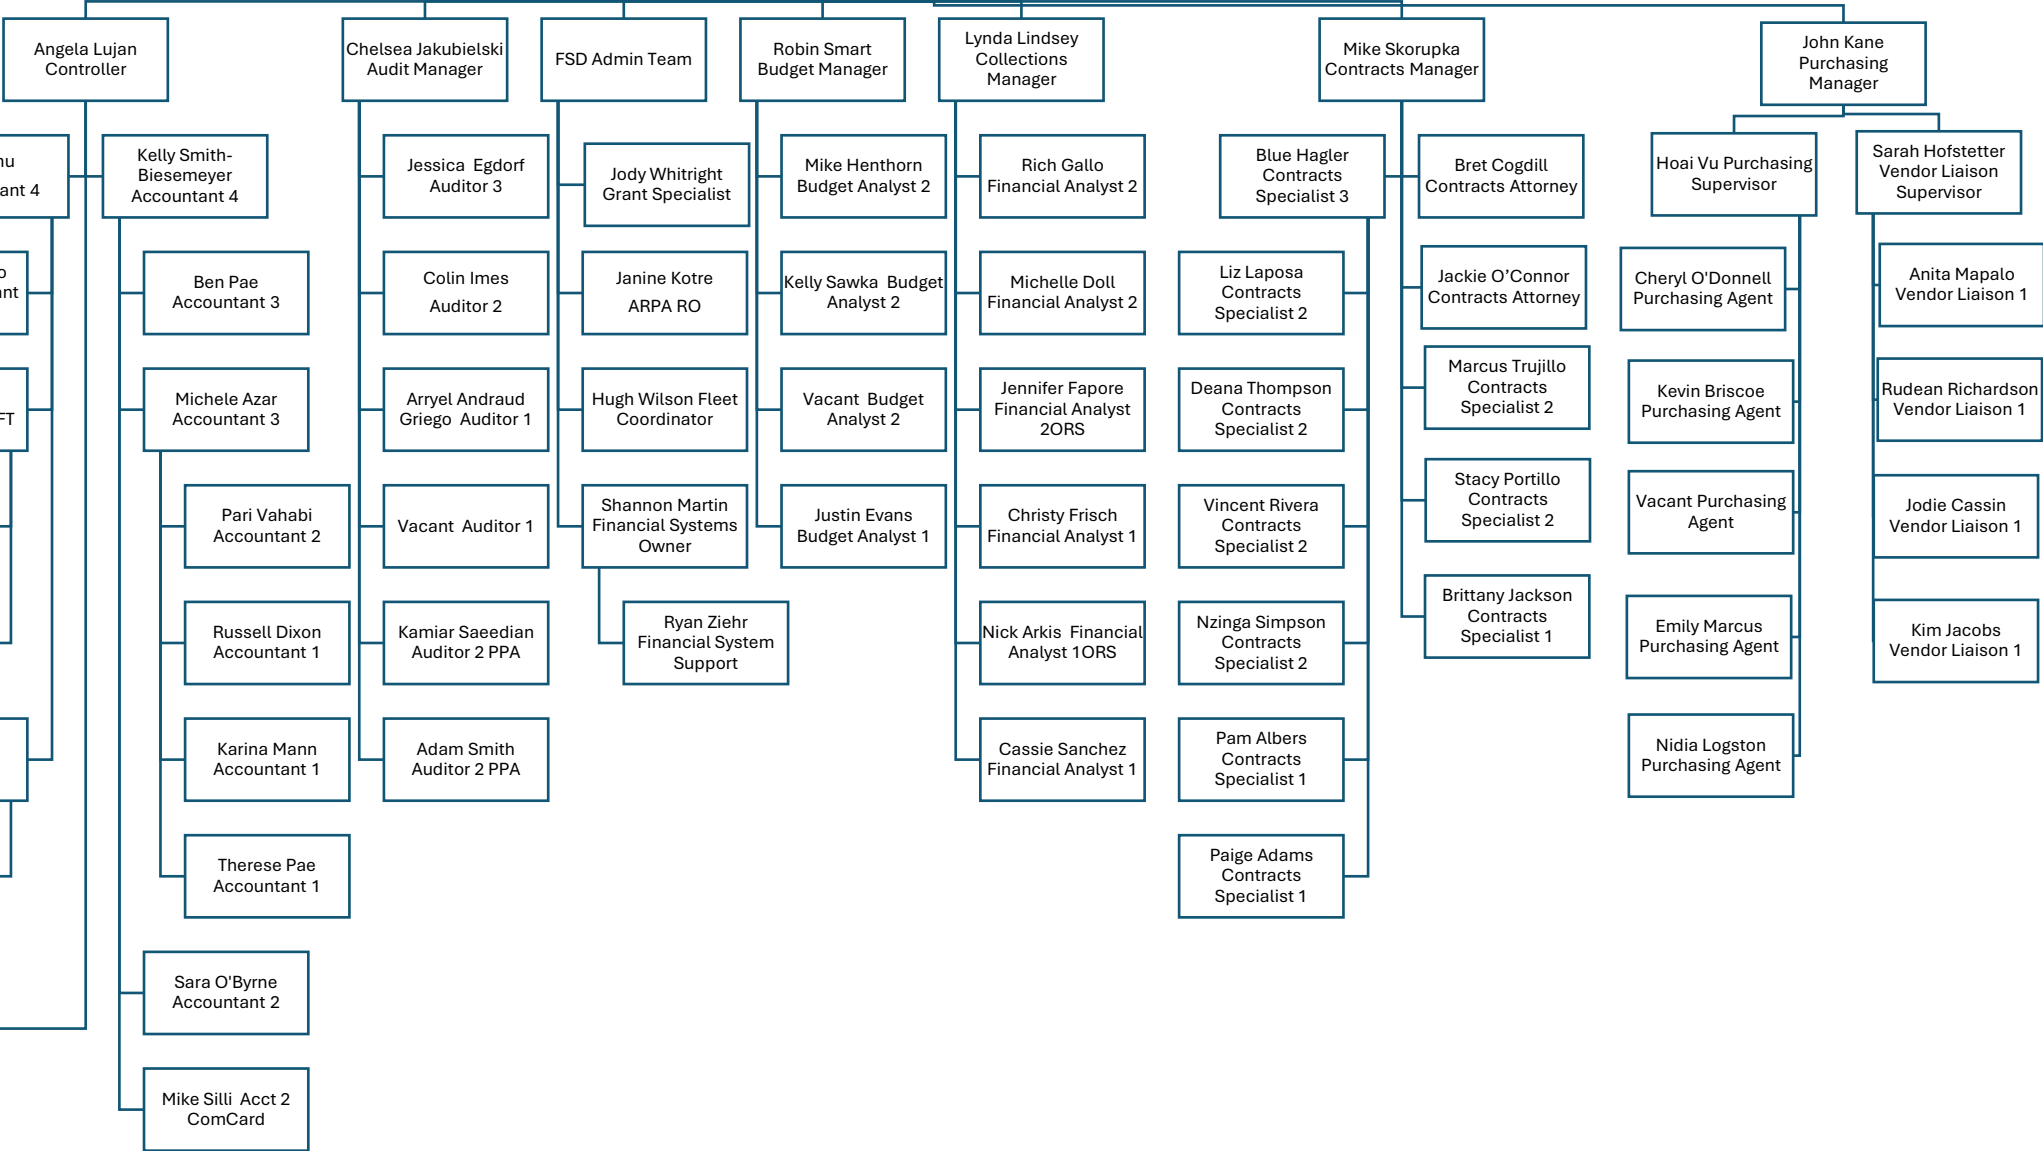 Angela Lujan
Controller
Chelsea Jakubielski
Audit Manager
FSD Admin Team
Robin Smart
Budget Manager
Lynda Lindsey
Collections
Manager
Mike Skorupka
Contracts Manager
John Kane
Purchasing
Manager
ant 4
Kelly Smith-
Biesemeyer
Accountant 4
Jessica  Egdorf
Auditor 3
Jody Whitright
Grant Specialist
Mike Henthorn
Budget Analyst 2
Rich Gallo
Financial Analyst 2
Blue Hagler
Contracts
Specialist 3
Bret Cogdill
Contracts Attorney
Hoai Vu Purchasing
Supervisor
Sarah Hofstetter
Vendor Liaison
Supervisor
Ben Pae
Accountant 3
Colin Imes
Auditor 2
Janine Kotre
ARPA RO
Kelly Sawka  Budget
Analyst 2
Michelle Doll
Financial Analyst 2
Liz Laposa
Contracts
Specialist 2
Jackie O’Connor
Contracts Attorney
Cheryl O'Donnell
Purchasing Agent
Anita Mapalo
Vendor Liaison 1
FT
Michele Azar
Accountant 3
Arryel Andraud
Griego  Auditor 1
Hugh Wilson Fleet
Coordinator
Vacant  Budget
Analyst 2
Jennifer Fapore
Financial Analyst
2ORS
Deana Thompson
Contracts
Specialist 2
Marcus Trujillo
Contracts
Specialist 2
Kevin Briscoe
Purchasing Agent
Rudean Richardson
Vendor Liaison 1
Pari Vahabi
Accountant 2
Vacant  Auditor 1
Shannon Martin
Financial Systems
Owner
Justin Evans
Budget Analyst 1
Christy Frisch
Financial Analyst 1
Vincent Rivera
Contracts
Specialist 2
Stacy Portillo
Contracts
Specialist 2
Vacant Purchasing
Agent
Jodie Cassin
Vendor Liaison 1
Russell Dixon
Accountant 1
Kamiar Saeedian
Auditor 2 PPA
Ryan Ziehr
Financial System
Support
Nick Arkis  Financial
Analyst 1ORS
Nzinga Simpson
Contracts
Specialist 2
Brittany Jackson
Contracts
Specialist 1
Emily Marcus
Purchasing Agent
Kim Jacobs
Vendor Liaison 1
Karina Mann
Accountant 1
Adam Smith
Auditor 2 PPA
Cassie Sanchez
Financial Analyst 1
Pam Albers
Contracts
Specialist 1
Nidia Logston
Purchasing Agent
Therese Pae
Accountant 1
Paige Adams
Contracts
Specialist 1
Sara O'Byrne
Accountant 2
Mike Silli  Acct 2
ComCard